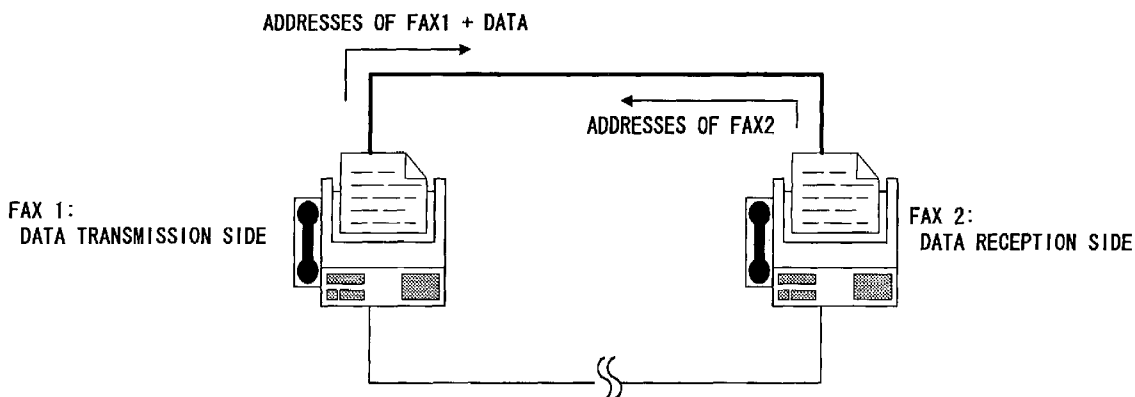 ADDRESSES OF FAX1 + DATA
ADDRESSES OF FAX2
FAX 1:
DATA TRANSMISSION SIDE
FAX 2:
DATA RECEPTION SIDE